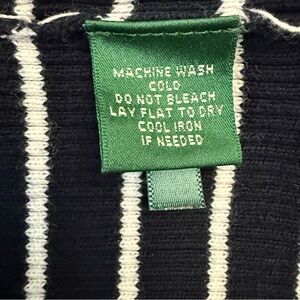 MACHINE WASH
COLD
DO NOT BLEACH
LAY FLAT TO DRY
COOL IRON
IF NEEDED